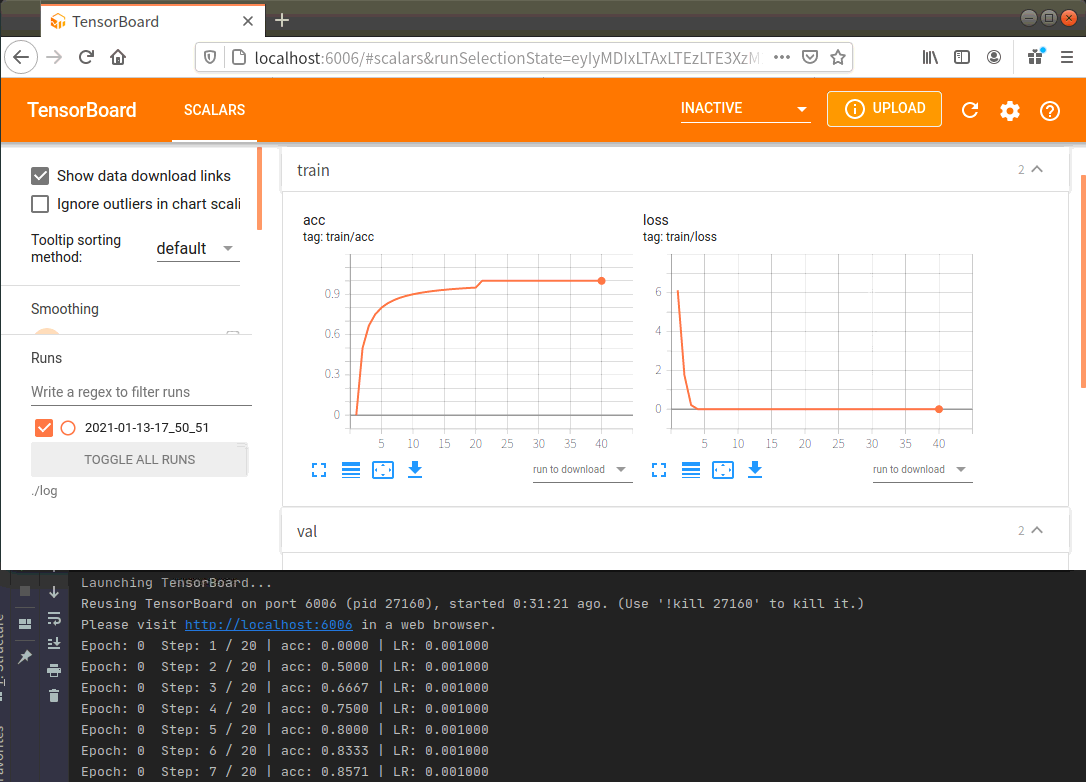 TensorBoard
localhost:6006/#scalars&runSelectionState=eyIyMDIxLTAxLTEzLTE3XzM
TensorBoard
SCALARS
INACTIVE
UPLOAD
Show data download links
Ignore outliers in chart scali
Tooltip sorting
method:
default
Smoothing
Runs
Write a regex to filter runs
2021-01-13-17_50_51
TOGGLE ALL RUNS
./log
train
2
acc
tag: train/acc
0.9
0.6
0.3
0
5 10 15 20 25 30 35 40
run to download
loss
tag: train/loss
6
4
2
0
5 10 15 20 25 30 35 40
run to download
val
2
Launching TensorBoard...
Reusing TensorBoard on port 6006 (pid 27160), started 0:31:21 ago. (Use '!kill 27160' to kill it.)
Please visit http://localhost:6006 in a web browser.
Epoch: 0  Step: 1 / 20 | acc: 0.0000 | LR: 0.001000
Epoch: 0  Step: 2 / 20 | acc: 0.5000 | LR: 0.001000
Epoch: 0  Step: 3 / 20 | acc: 0.6667 | LR: 0.001000
Epoch: 0  Step: 4 / 20 | acc: 0.7500 | LR: 0.001000
Epoch: 0  Step: 5 / 20 | acc: 0.8000 | LR: 0.001000
Epoch: 0  Step: 6 / 20 | acc: 0.8333 | LR: 0.001000
Epoch: 0  Step: 7 / 20 | acc: 0.8571 | LR: 0.001000